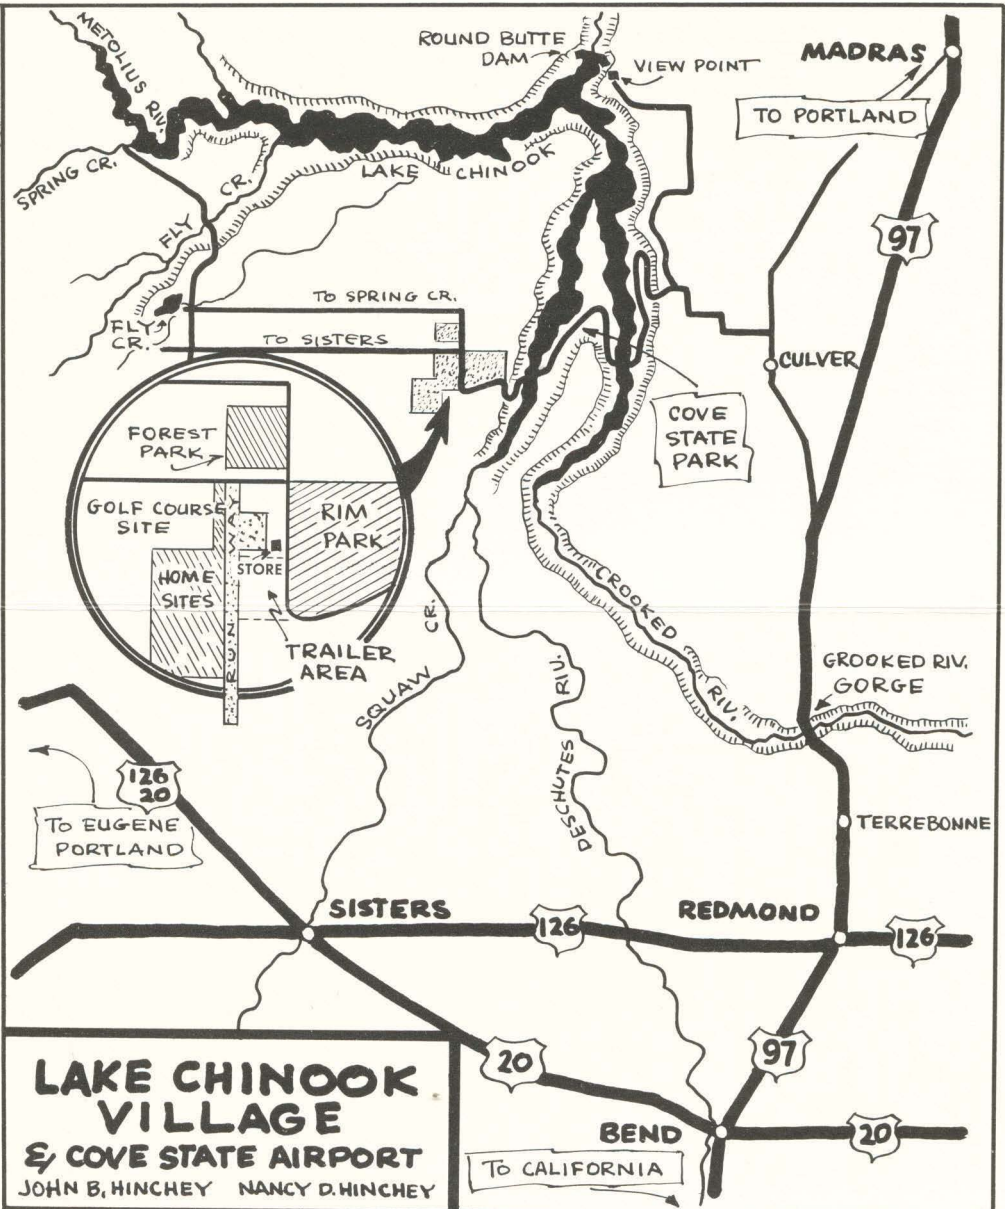 METOLIUS RIV.
ROUND BUTTE
DAM
VIEW POINT
MADRAS
TO PORTLAND
SPRING CR.
LAKE CHINOOK
FLY CR.
97
TO SPRING CR.
FLY
CR.
TO SISTERS
CULVER
COVE
STATE
PARK
FOREST
PARK
GOLF COURSE
SITE
RIM
PARK
STORE
HOME
SITES
TRAILER
AREA
CROOKED RIV.
SQUAW CR.
DESCHUTES RIV.
GROOKED RIV.
GORGE
126
20
TO EUGENE
PORTLAND
TERREBONNE
SISTERS
126
REDMOND
126
20
97
BEND
20
TO CALIFORNIA
LAKE CHINOOK
VILLAGE
& COVE STATE AIRPORT
JOHN B. HINCHEY NANCY D. HINCHEY